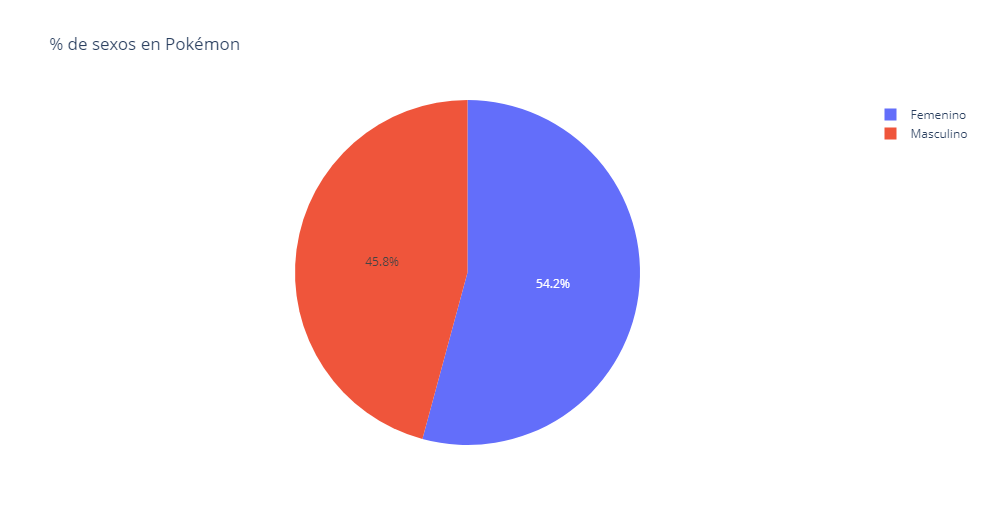 % de sexos en Pokémon
Femenino
Masculino
45.8%
54.2%